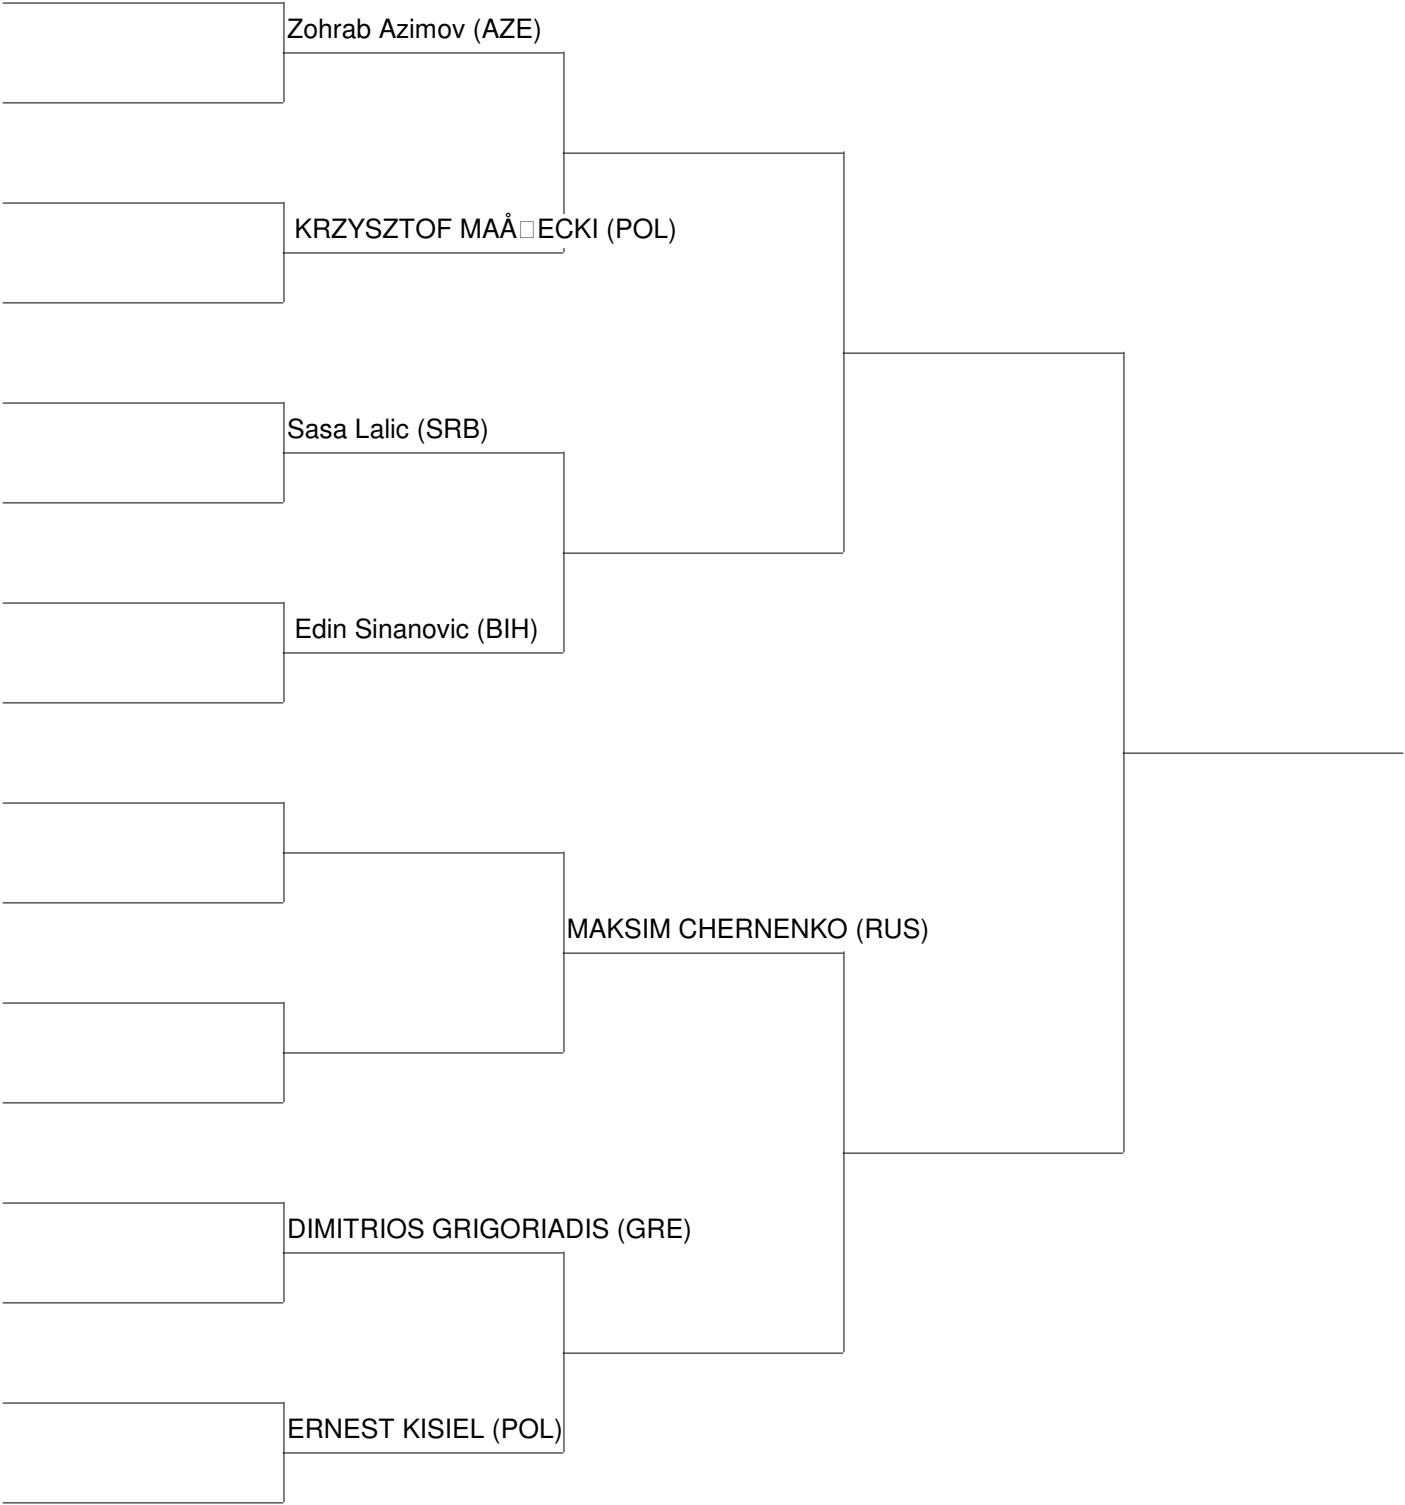 Zohrab Azimov (AZE)
KRZYSZTOF MAÅ□ECKI (POL)
Sasa Lalic (SRB)
Edin Sinanovic (BIH)
MAKSIM CHERNENKO (RUS)
DIMITRIOS GRIGORIADIS (GRE)
ERNEST KISIEL (POL)